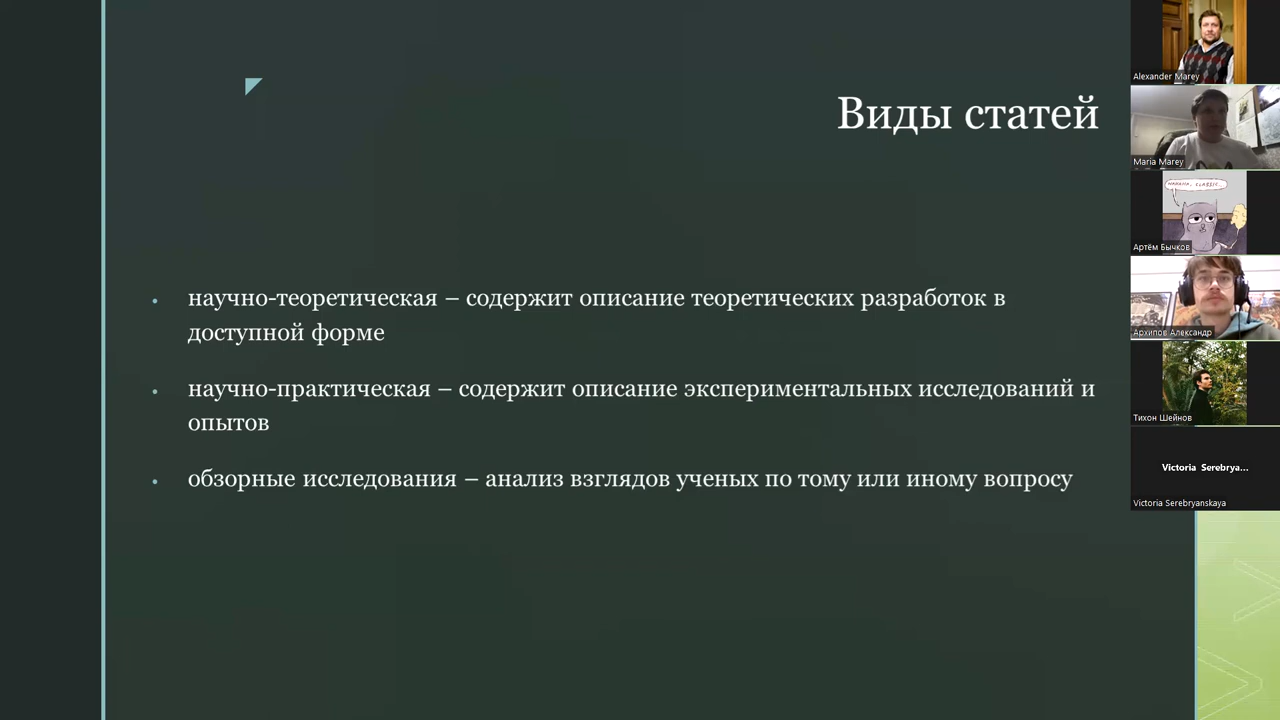 Виды статей
научно-теоретическая – содержит описание теоретических разработок в
доступной форме
научно-практическая – содержит описание экспериментальных исследований и
опытов
обзорные исследования – анализ взглядов ученых по тому или иному вопросу
Alexander Marey
Maria Marey
HAHAHA, CLASSIC
Артём Бычков
Архипов Александр
Тихон Шейнов
Victoria Serebrya...
Victoria Serebryanskaya